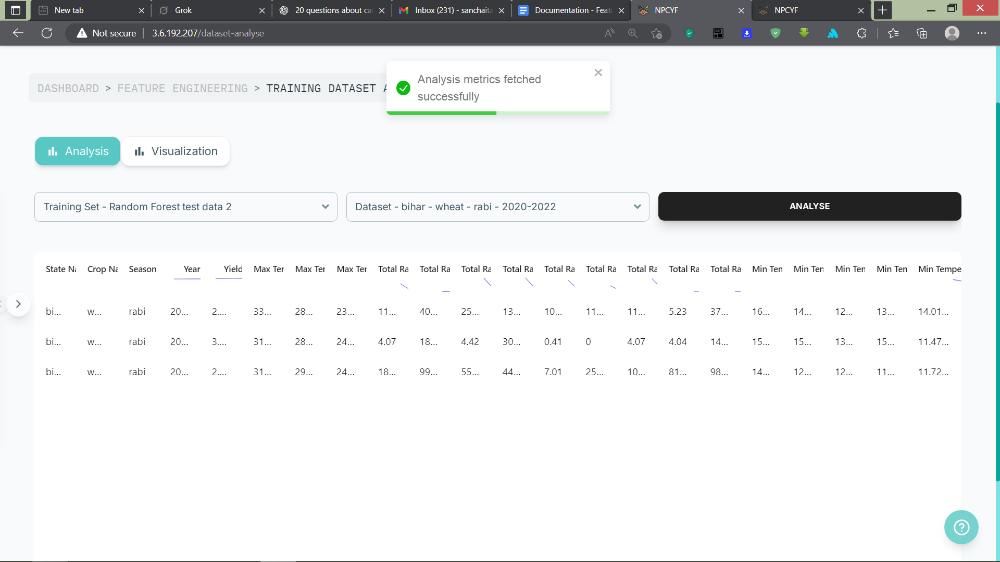 New tab
Grok
20 questions about ca
Inbox (231) - sanchaita
Documentation - Feat
NPCYF
NPCYF
Not secure
3.6.192.207/dataset-analyse
DASHBOARD > FEATURE ENGINEERING > TRAINING DATASET A
Analysis metrics fetched
successfully
Analysis
Visualization
Training Set - Random Forest test data 2
Dataset - bihar - wheat - rabi - 2020-2022
ANALYSE
State Na Crop Na Season Year Yield Max Ter Max Ter Max Ter Total Ra Total Ra Total Ra Total Ra Total Ra Total Ra Total Ra Total Ra Total Ra Min Ten Min Ten Min Ten Min Ten Min Tempe
bi... w... rabi 20... 2.... 33... 28... 23... 11... 40... 25... 13... 10... 11... 11... 5.23 37... 16... 14... 12... 13... 14.01...
bi... w... rabi 20... 3.... 31... 28... 24... 4.07 18... 4.42 30... 0.41 0 4.07 4.04 14... 15... 15... 13... 15... 11.47...
bi... w... rabi 20... 2.... 31... 29... 24... 18... 99... 55... 44... 7.01 25... 10... 81... 98... 14... 12... 12... 11... 11.72...